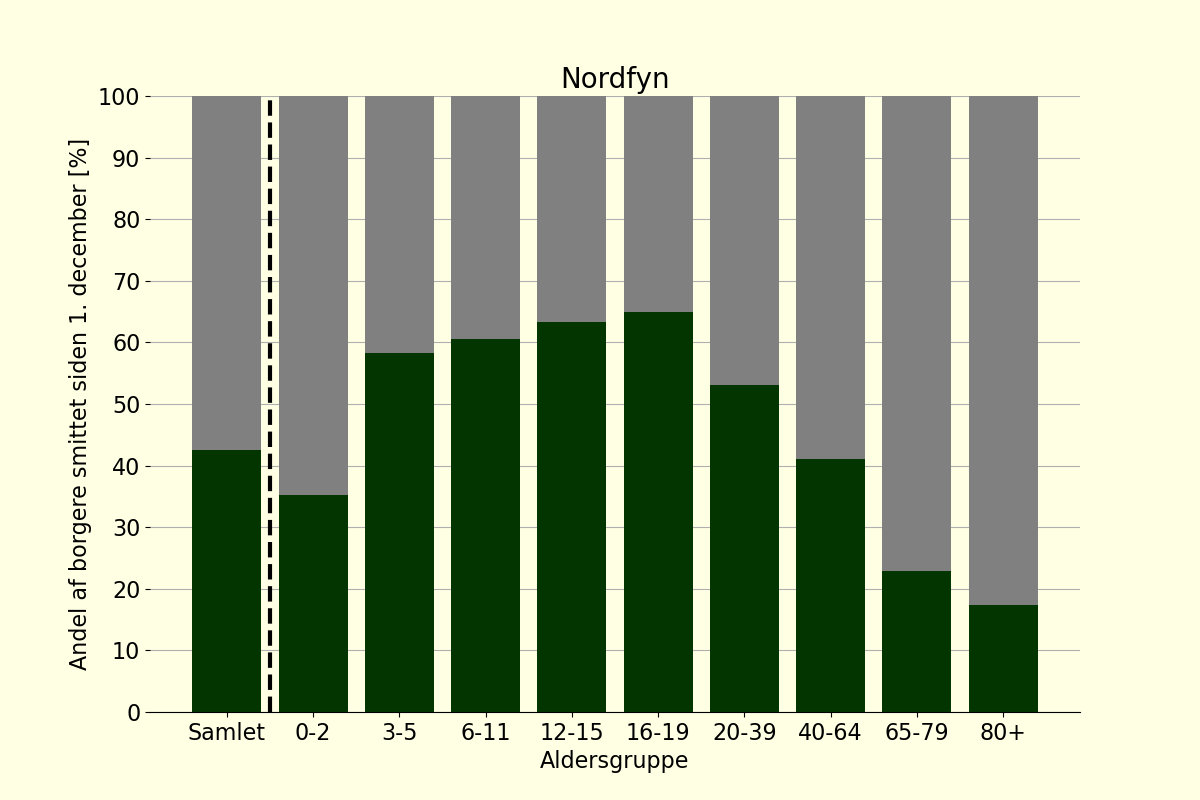 Nordfyn
Andel af borgere smittet siden 1. december [%]
100
90
80
70
60
50
40
30
20
10
0
Samlet 0-2 3-5 6-11 12-15 16-19 20-39 40-64 65-79 80+
Aldersgruppe